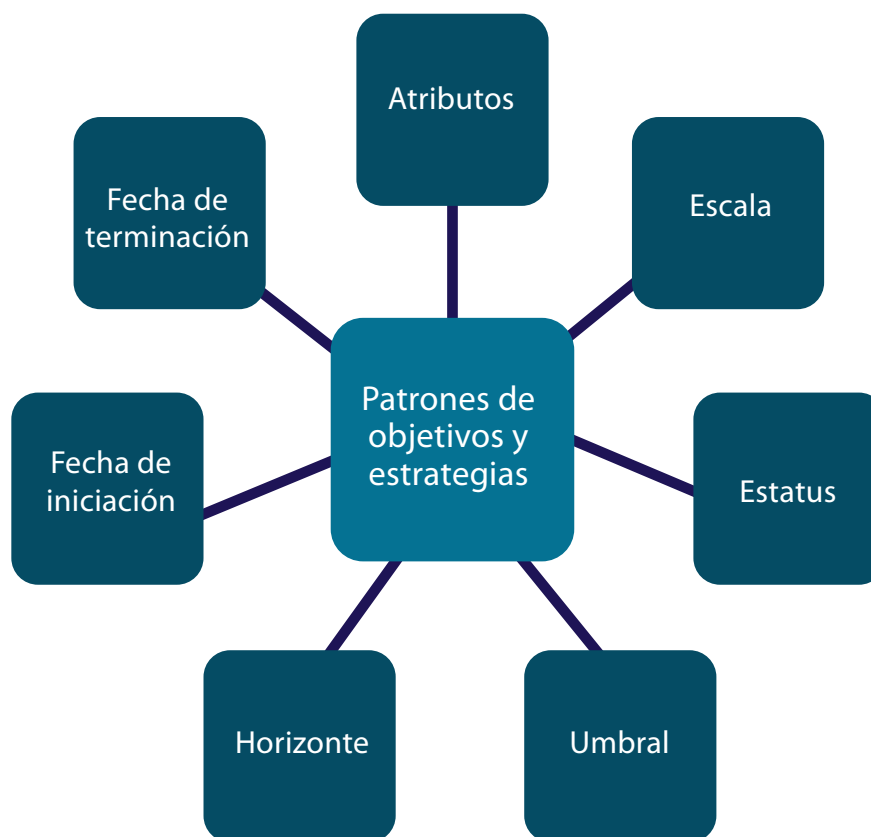 Atributos
Escala
Estatus
Umbral
Horizonte
Fecha de
iniciación
Fecha de
terminación
Patrones de
objetivos y
estrategias